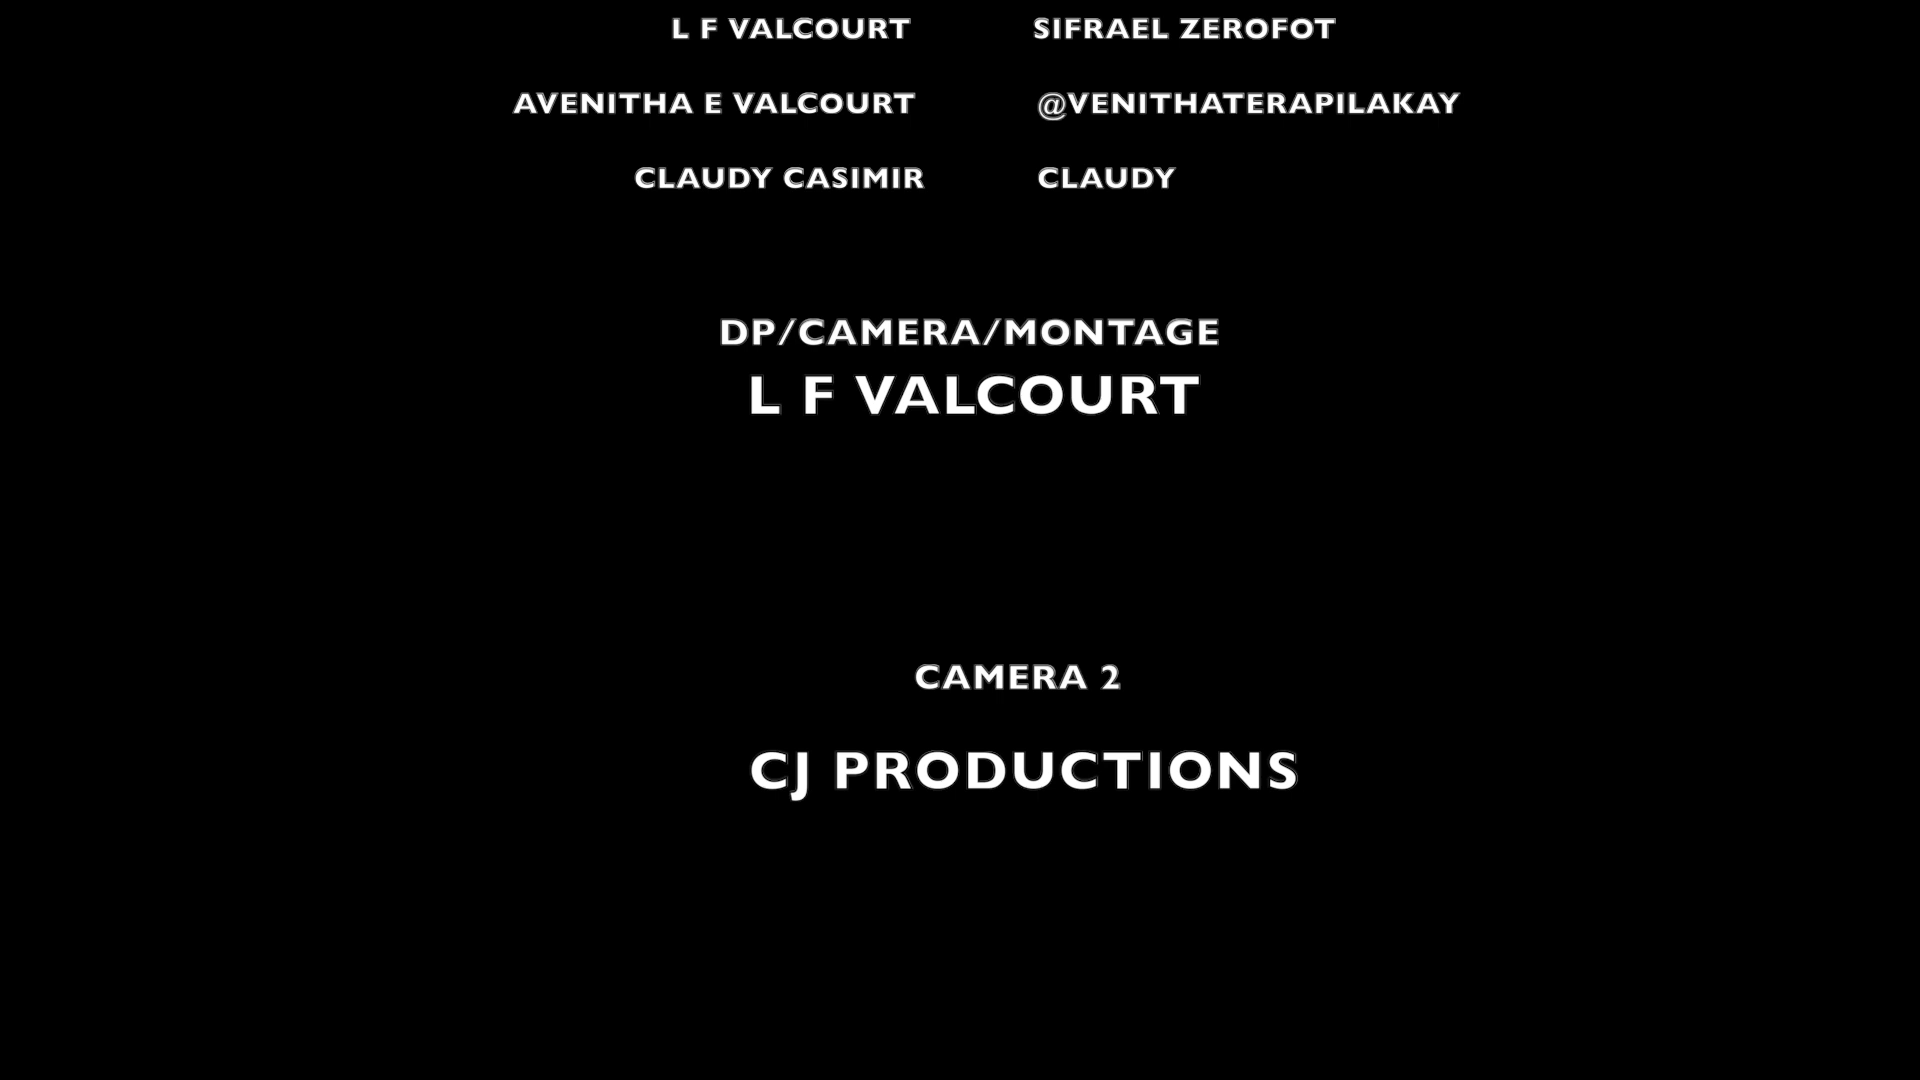 L F VALCOURT SIFRAEL ZEROFOT
AVENITHA E VALCOURT @VENITHATERAPILAKAY
CLAUDY CASIMIR CLAUDY
DP/CAMERA/MONTAGE
L F VALCOURT
CAMERA 2
CJ PRODUCTIONS